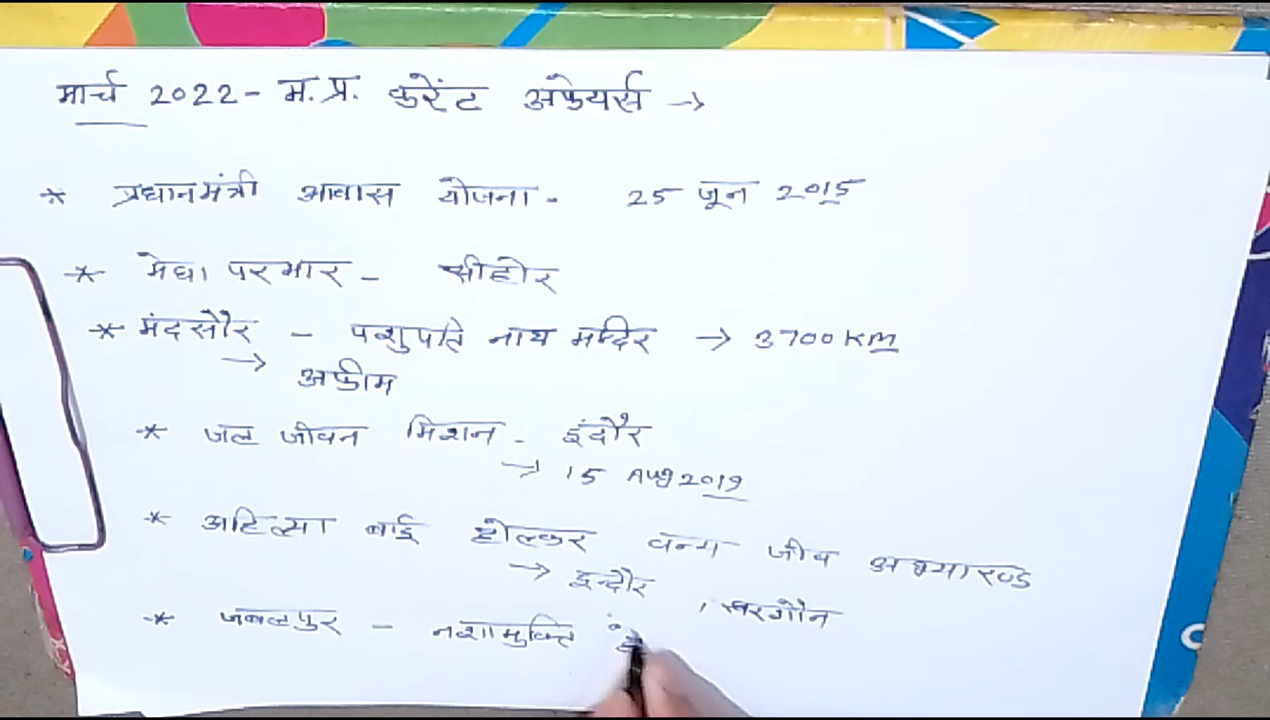 मार्च 2022 - म.प्र. करेंट अफेयर्स →
* प्रधानमंत्री आवास योजना - 25 जून 2015
* मेघा परमार - सीहोर
* मंदसौर - पशुपति नाथ मन्दिर → 3700 KM
→ अफीम
* जल जीवन मिशन - इंदौर
→ 15 Aug 2019
* अहिल्या बाई होल्कर वन्य जीव अभ्यारण्ड
→ इन्दौर , खरगौन
* जबलपुर - नशामुक्ति